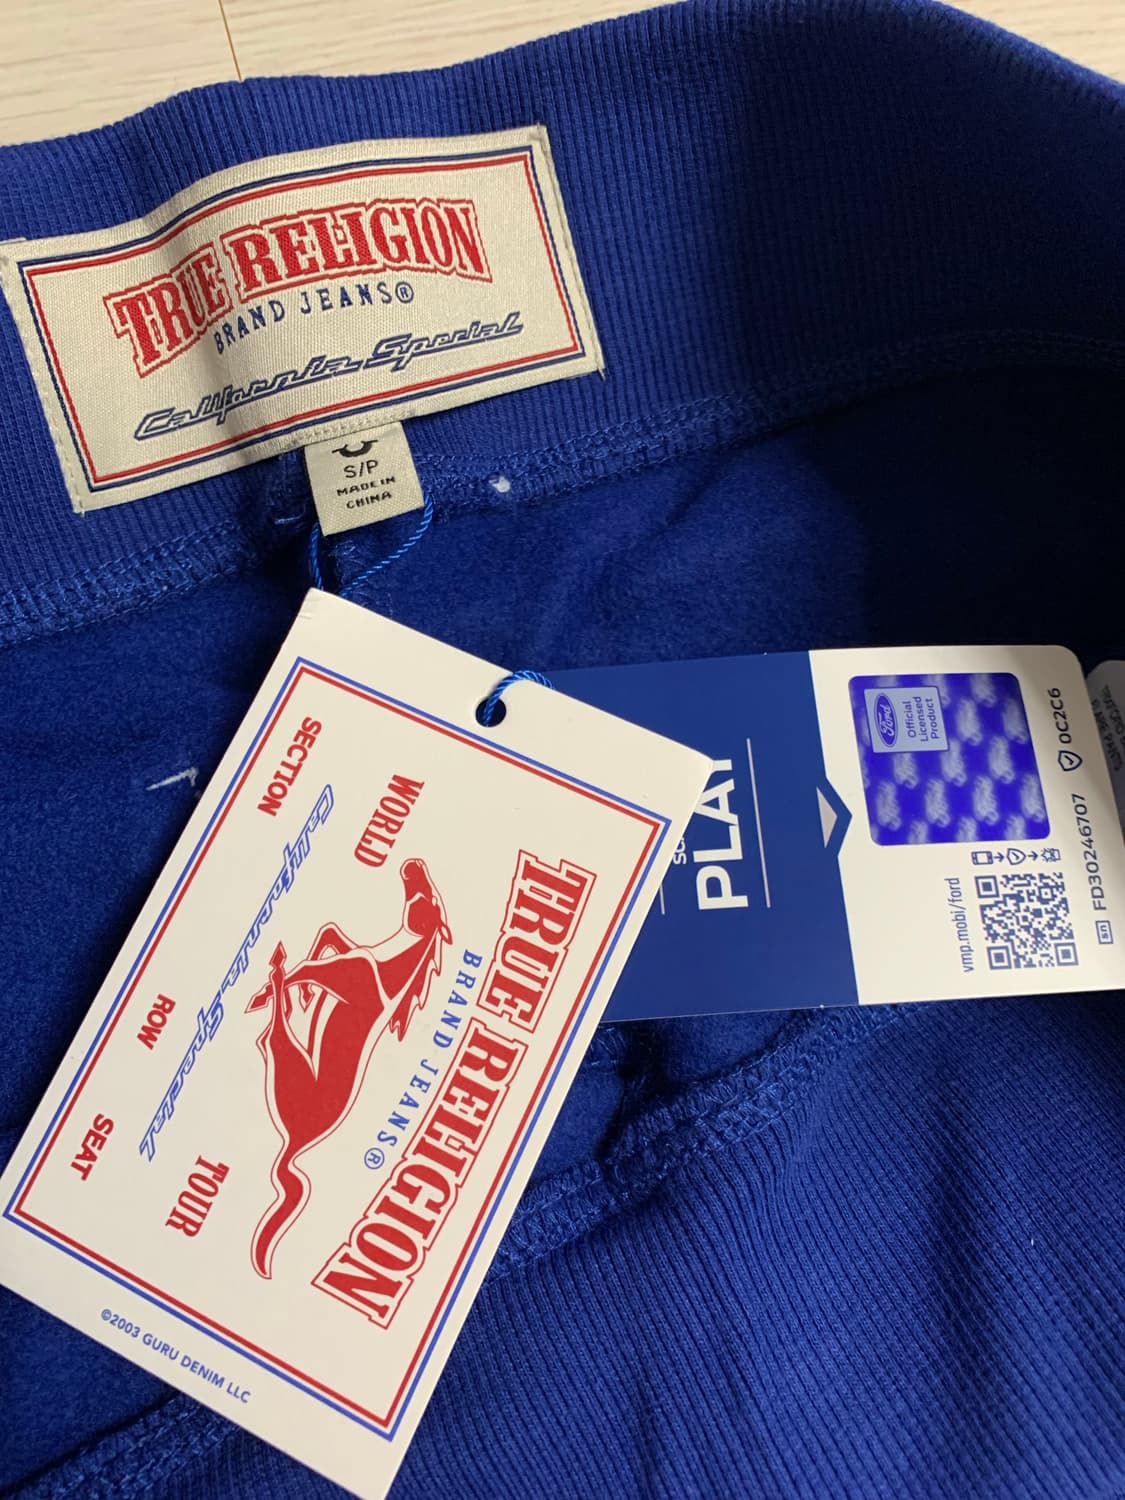 TRUE RELIGION
BRAND JEANS®
California Special
S/P
MADE IN
CHINA
TRUE RELIGION
BRAND JEANS®
WORLD TOUR
California Special
SECTION ROW SEAT
©2003 GURU DENIM LLC
PLAY
Ford
Official
Licensed
Product
0C2C6
vmp.mobi/ford
sn FD30246707